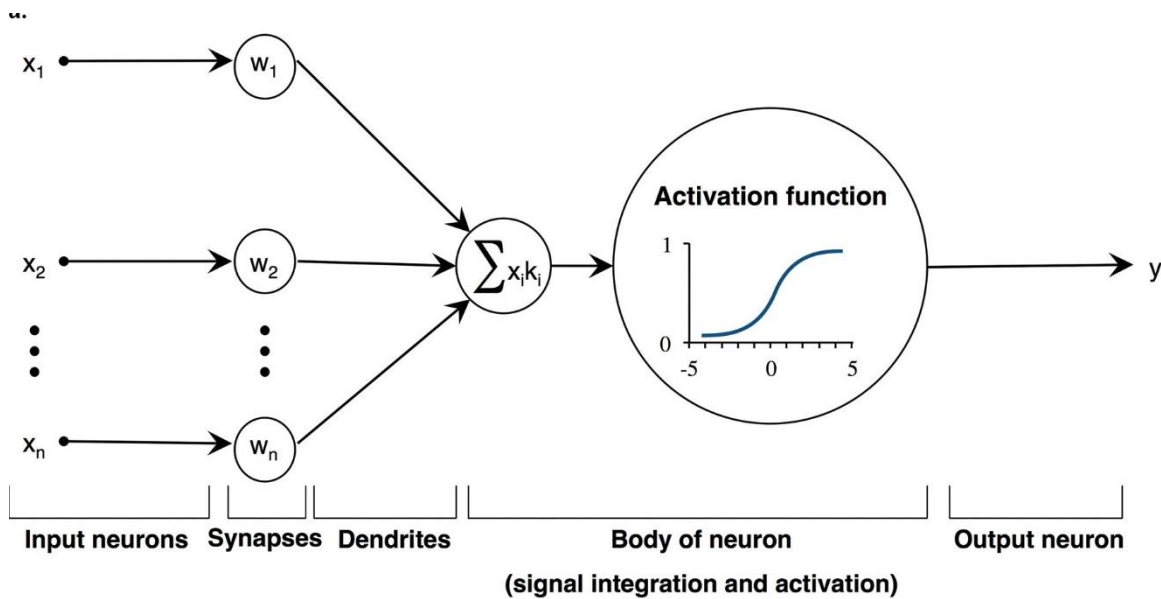 a.
x₁
w₁
Activation function
1
x₂
w₂
∑ xᵢkᵢ
y
0
-5 0 5
xₙ
wₙ
Input neurons Synapses Dendrites Body of neuron Output neuron
(signal integration and activation)